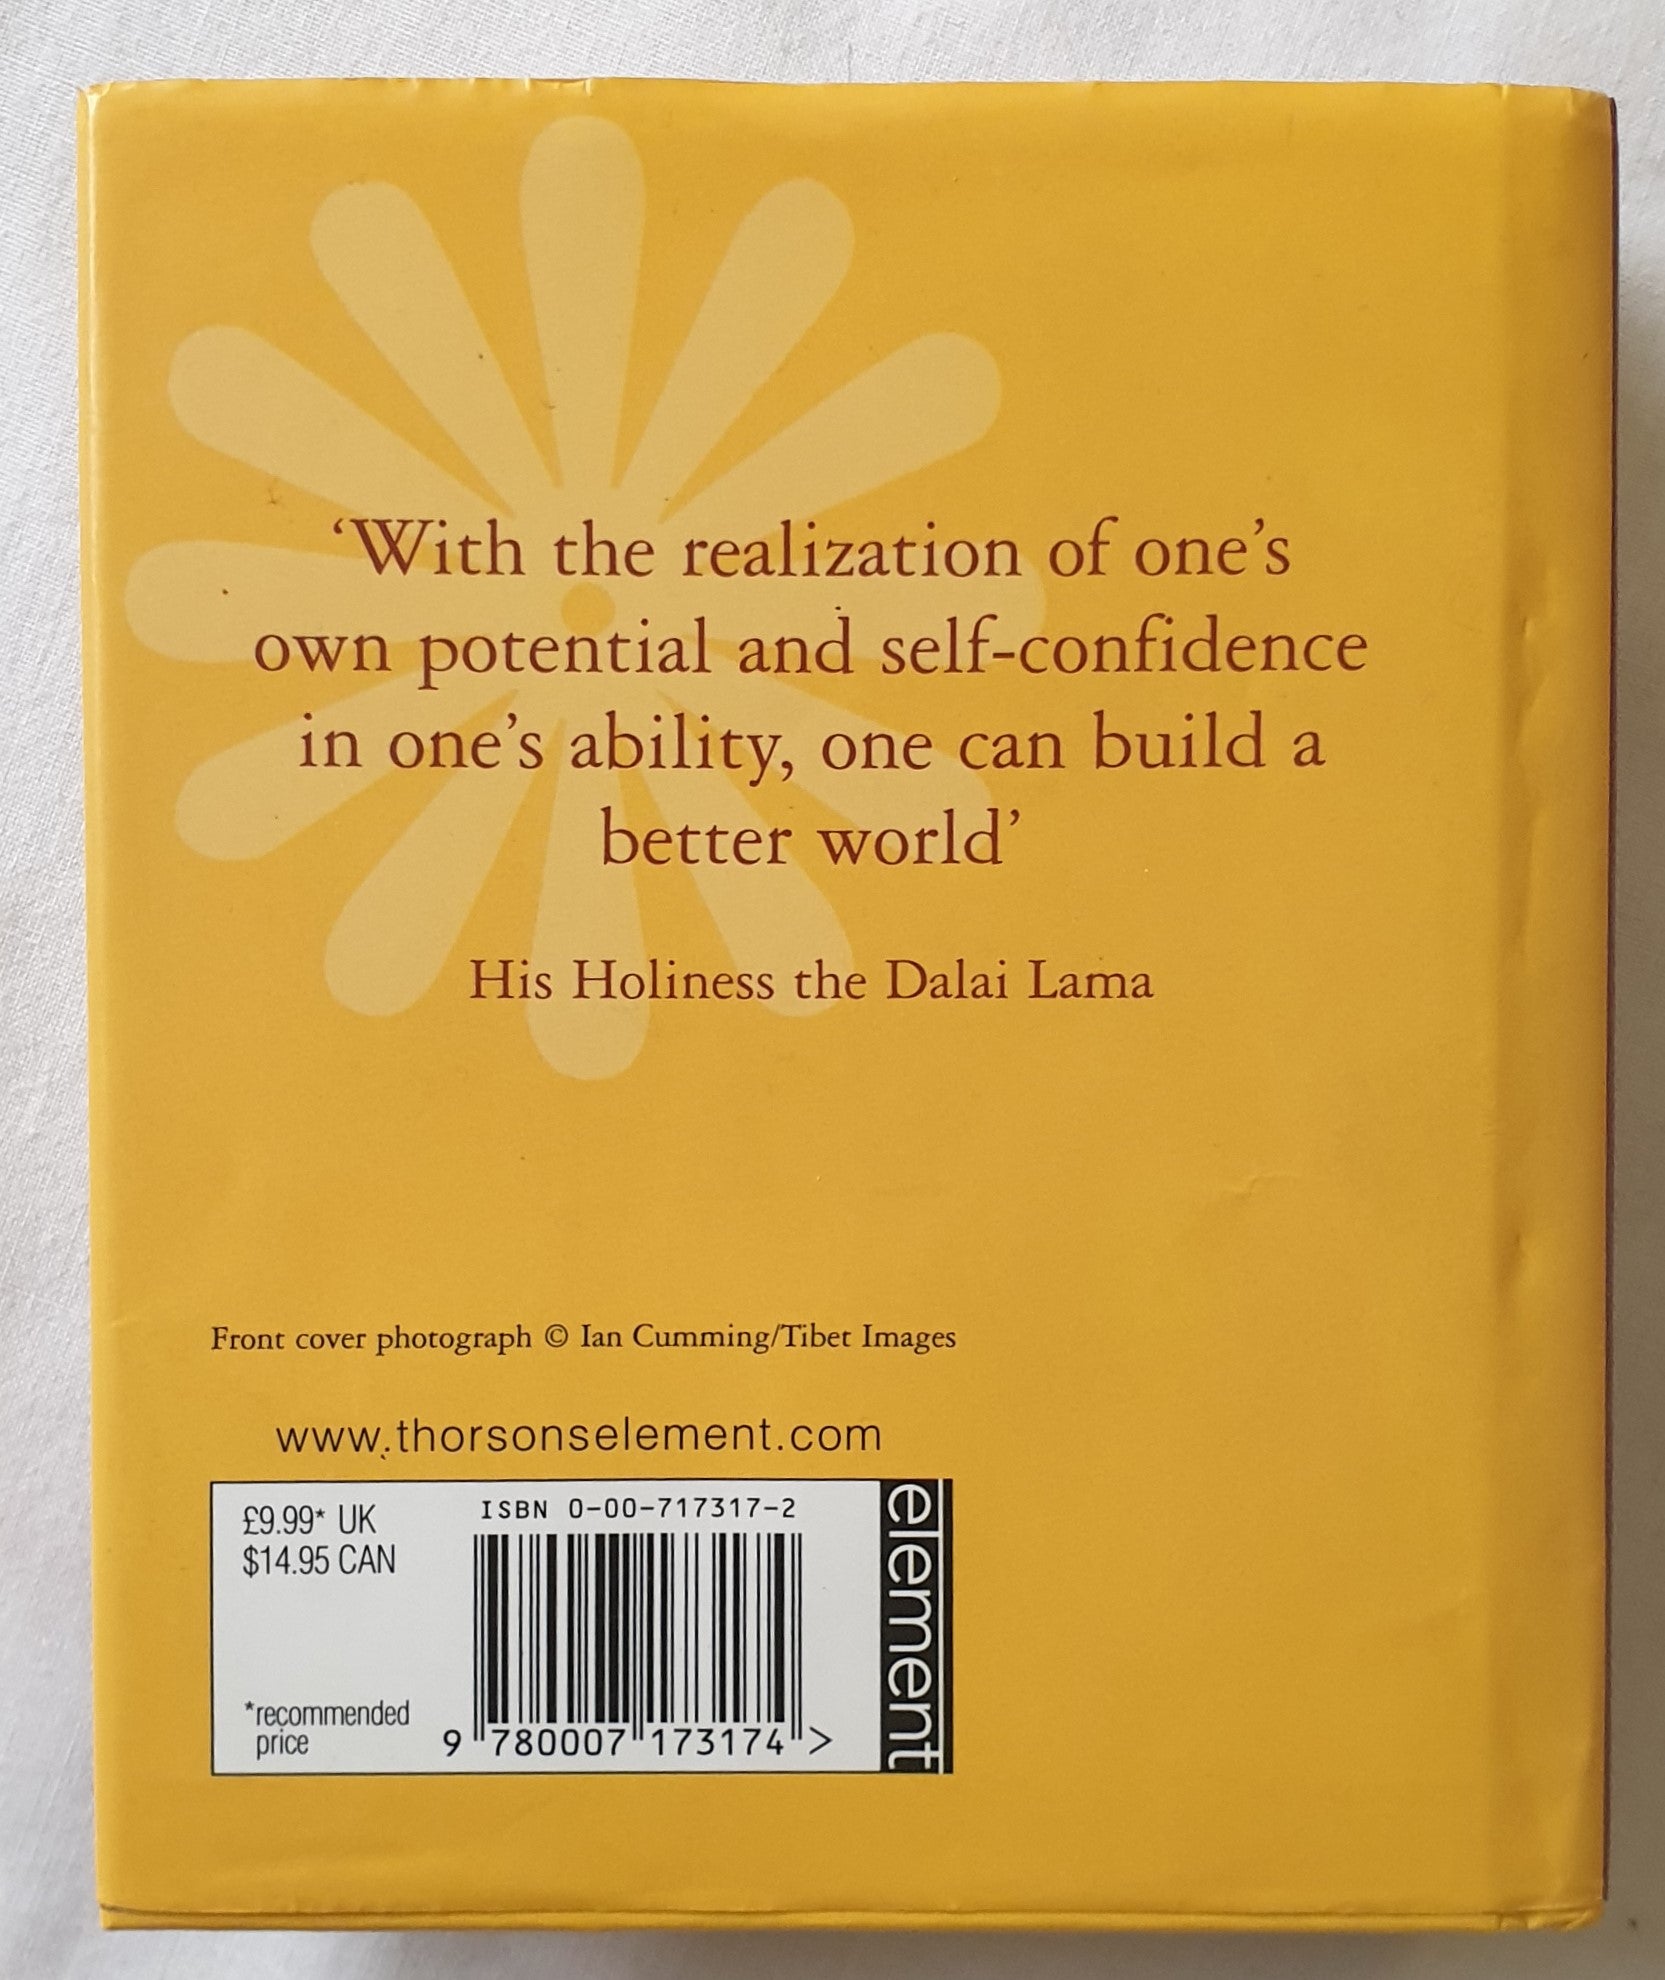 ‘With the realization of one’s
own potential and self-confidence
in one’s ability, one can build a
better world’
His Holiness the Dalai Lama
Front cover photograph © Ian Cumming/Tibet Images
www.thorsonselement.com
£9.99* UK
$14.95 CAN
*recommended
price
ISBN 0-00-717317-2
9 780007 173174 >
element